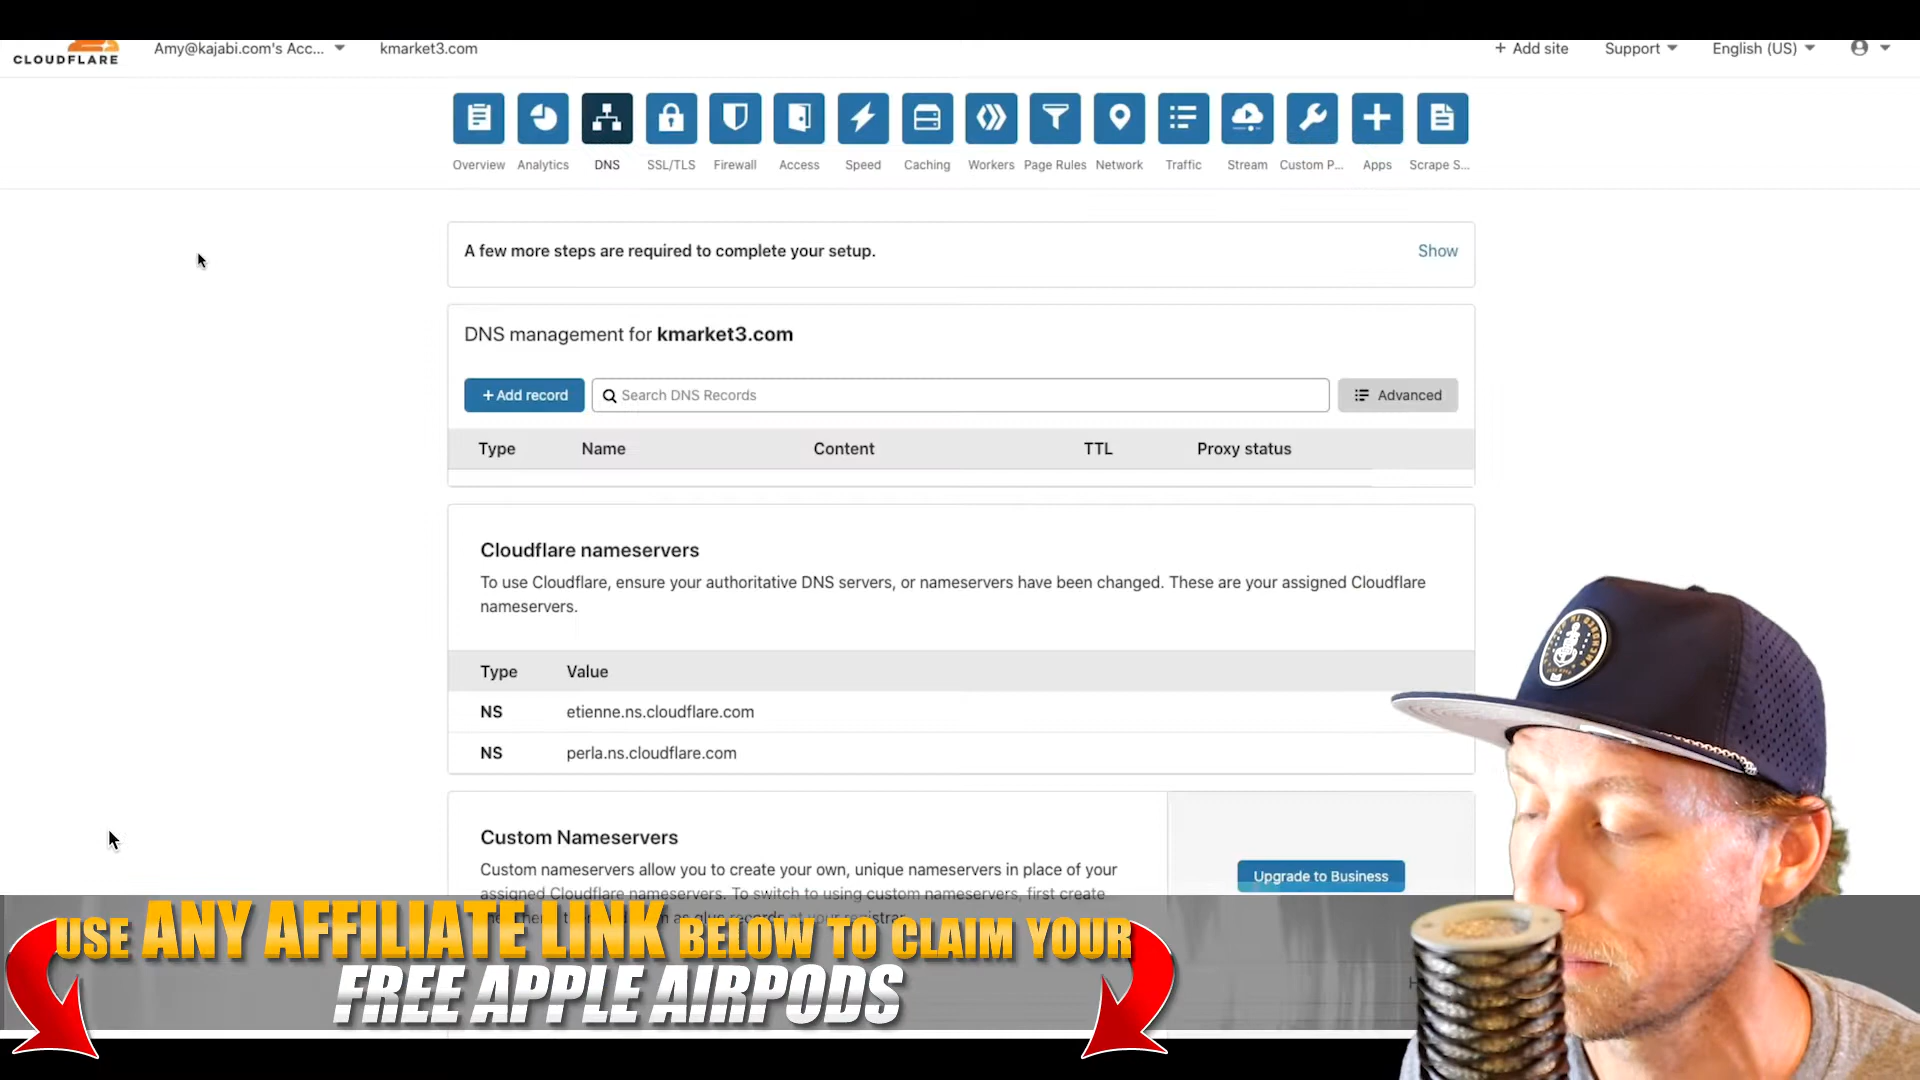 CLOUDFLARE
Amy@kajabi.com's Acc...
kmarket3.com
+ Add site
Support
English (US)
Overview
Analytics
DNS
SSL/TLS
Firewall
Access
Speed
Caching
Workers
Page Rules
Network
Traffic
Stream
Custom P...
Apps
Scrape S...
A few more steps are required to complete your setup.
Show
DNS management for kmarket3.com
+ Add record
Search DNS Records
Advanced
Type Name Content TTL Proxy status
Cloudflare nameservers
To use Cloudflare, ensure your authoritative DNS servers, or nameservers have been changed. These are your assigned Cloudflare
nameservers.
Type Value
NS etienne.ns.cloudflare.com
NS perla.ns.cloudflare.com
Custom Nameservers
Custom nameservers allow you to create your own, unique nameservers in place of your
assigned Cloudflare nameservers. To switch to using custom nameservers, first create
Upgrade to Business
USE ANY AFFILIATE LINK BELOW TO CLAIM YOUR
FREE APPLE AIRPODS